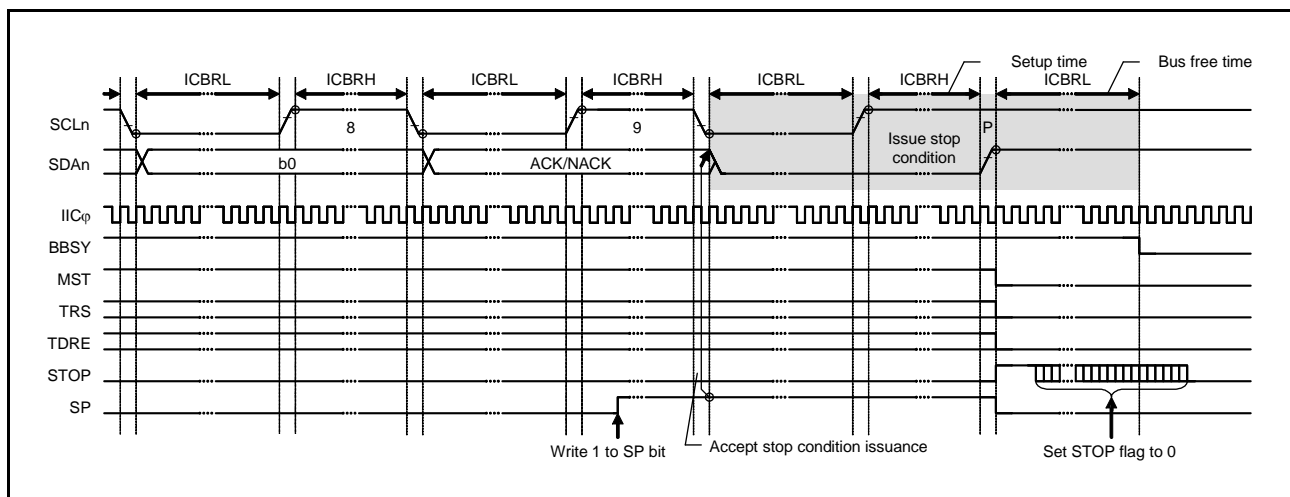 Setup time
Bus free time
ICBRL ICBRH ICBRL ICBRH ICBRL ICBRH ICBRL
SCLn 8 9 P
Issue stop
condition
SDAn b0 ACK/NACK
IICφ
BBSY
MST
TRS
TDRE
STOP
SP
Accept stop condition issuance
Write 1 to SP bit
Set STOP flag to 0